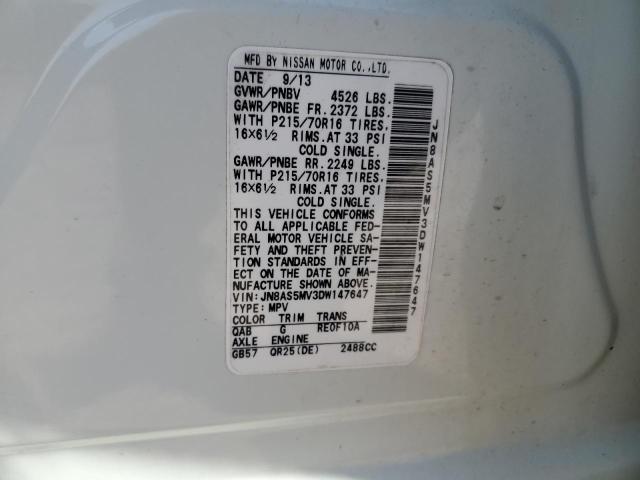 MFD BY NISSAN MOTOR CO.,LTD.
DATE 9/13
GVWR/PNBV 4526 LBS.
GAWR/PNBE FR. 2372 LBS.
WITH P215/70R16 TIRES,
16×6½ RIMS.AT 33 PSI
COLD SINGLE.
GAWR/PNBE RR. 2249 LBS.
WITH P215/70R16 TIRES,
16×6½ RIMS.AT 33 PSI
COLD SINGLE.
THIS VEHICLE CONFORMS
TO ALL APPLICABLE FED-
ERAL MOTOR VEHICLE SA-
FETY AND THEFT PREVEN-
TION STANDARDS IN EFF-
ECT ON THE DATE OF MA-
NUFACTURE SHOWN ABOVE.
VIN: JN8AS5MV3DW147647
TYPE: MPV
COLOR TRIM TRANS
QAB G RE0F10A
AXLE ENGINE
GB57 QR25(DE) 2488CC
JN8AS5MV3DW147647